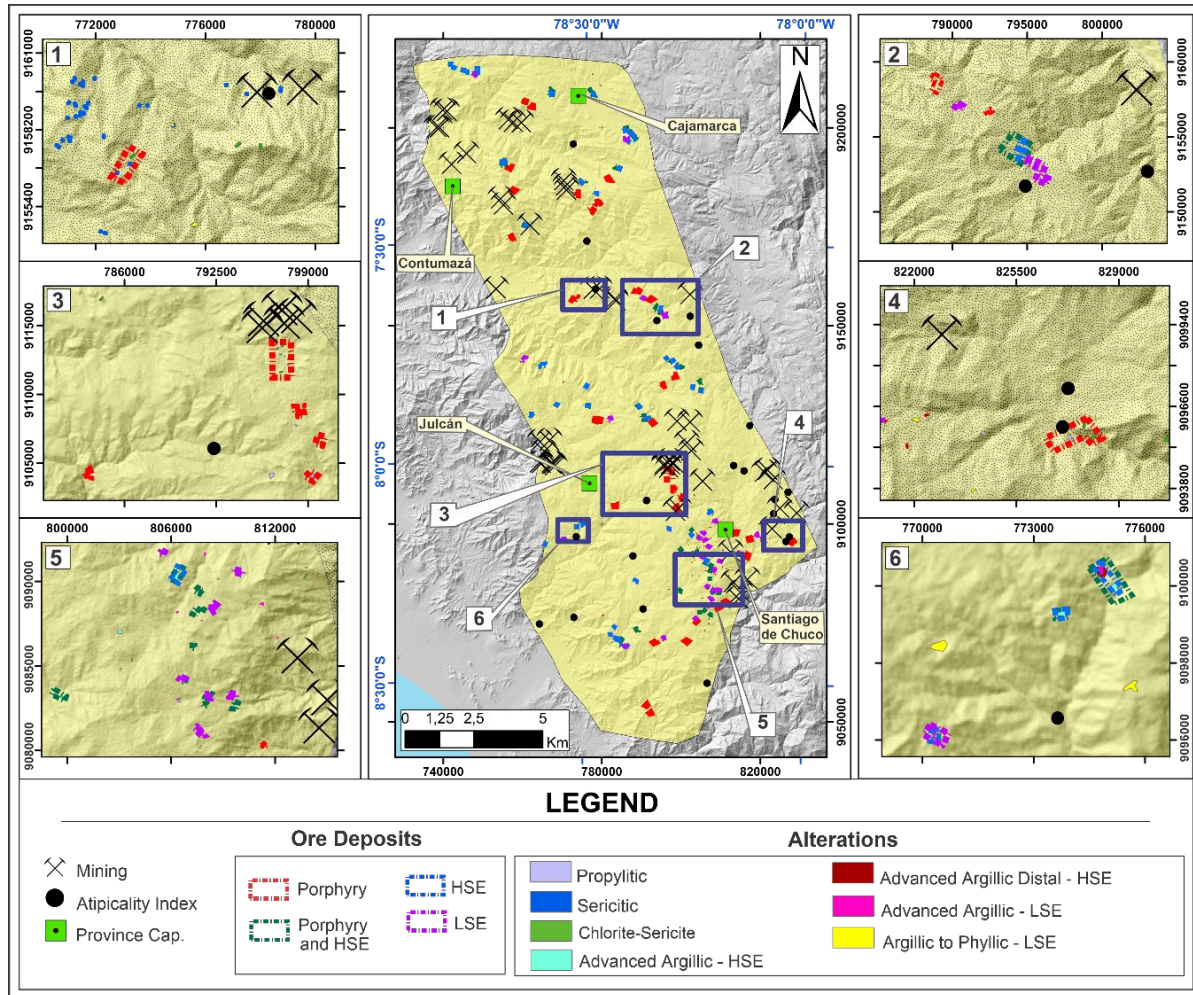 1
772000
776000
780000
9161000
9158200
9155400
78°30'0"W
78°0'0"W
N
Cajamarca
Contumazá
2
1
Julcán
4
3
6
Santiago
de Chuco
5
7°30'0"S
8°0'0"S
8°30'0"S
9200000
9150000
9100000
9050000
0
1,25
2,5
5
Km
740000
780000
820000
2
790000
795000
800000
9160000
9155000
9150000
3
786000
792500
799000
9115000
9110000
9105000
4
822000
825500
829000
9099400
9096600
9093800
5
800000
806000
812000
9090000
9085000
9080000
6
770000
773000
776000
9100000
9098000
9096000
LEGEND
Ore Deposits
Alterations
Mining
Atipicality Index
Province Cap.
Porphyry
Porphyry
and HSE
HSE
LSE
Propylitic
Sericitic
Chlorite-Sericite
Advanced Argillic - HSE
Advanced Argillic Distal - HSE
Advanced Argillic - LSE
Argillic to Phyllic - LSE